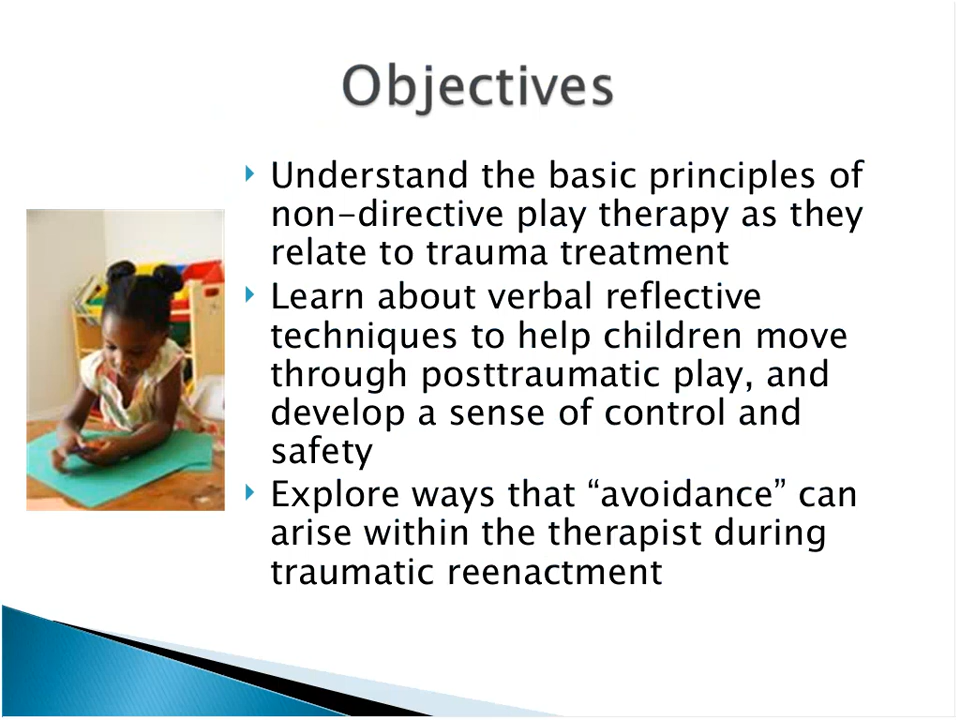 Objectives
Understand the basic principles of
non-directive play therapy as they
relate to trauma treatment
Learn about verbal reflective
techniques to help children move
through posttraumatic play, and
develop a sense of control and
safety
Explore ways that “avoidance” can
arise within the therapist during
traumatic reenactment